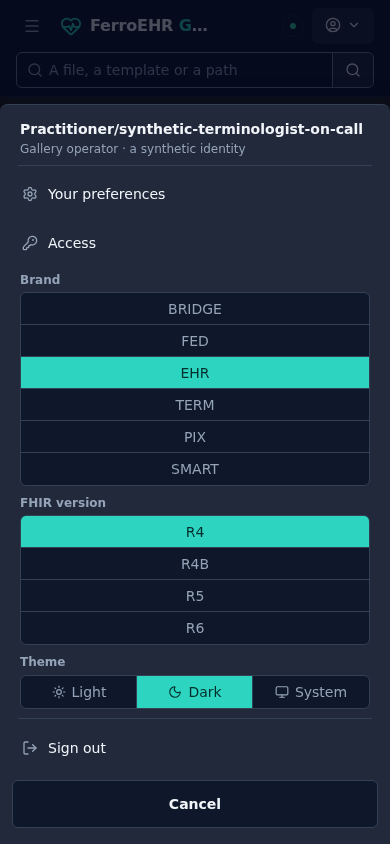 FerroEHR G...
A file, a template or a path
Practitioner/synthetic-terminologist-on-call
Gallery operator · a synthetic identity
Your preferences
Access
Brand
BRIDGE
FED
EHR
TERM
PIX
SMART
FHIR version
R4
R4B
R5
R6
Theme
Light Dark System
Sign out
Cancel